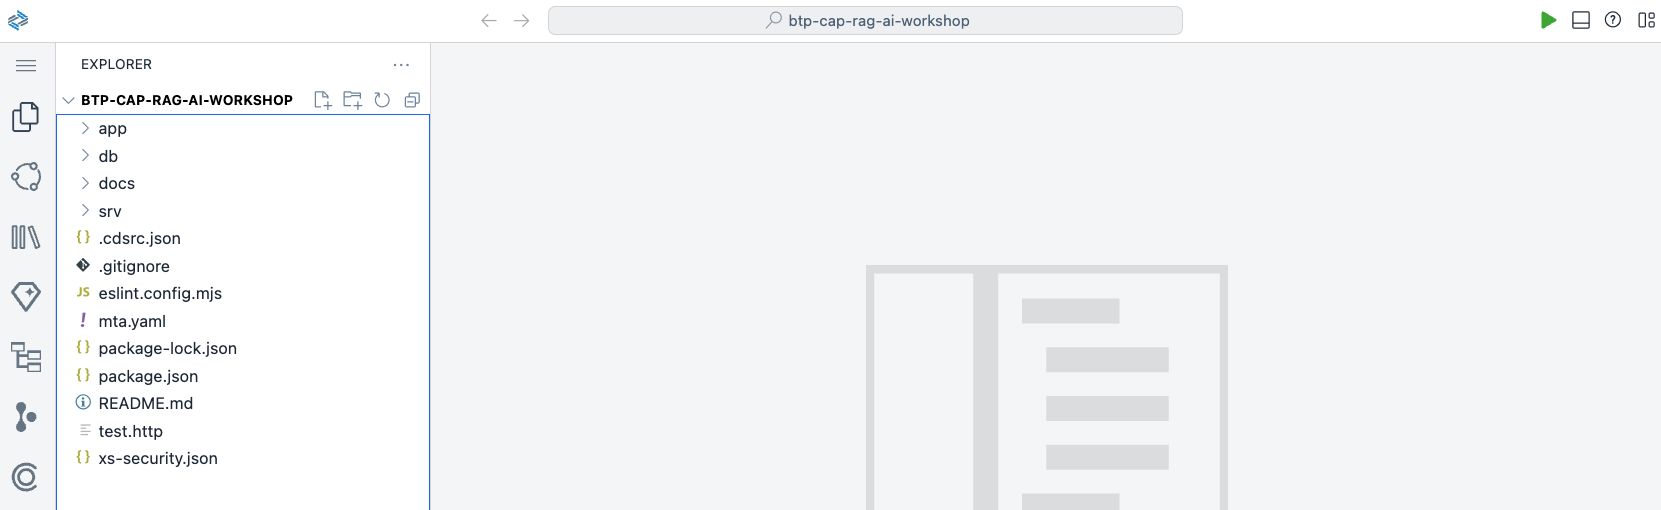 btp-cap-rag-ai-workshop
EXPLORER
BTP-CAP-RAG-AI-WORKSHOP
app
db
docs
srv
{} .cdsrc.json
.gitignore
JS eslint.config.mjs
! mta.yaml
{} package-lock.json
{} package.json
README.md
test.http
{} xs-security.json